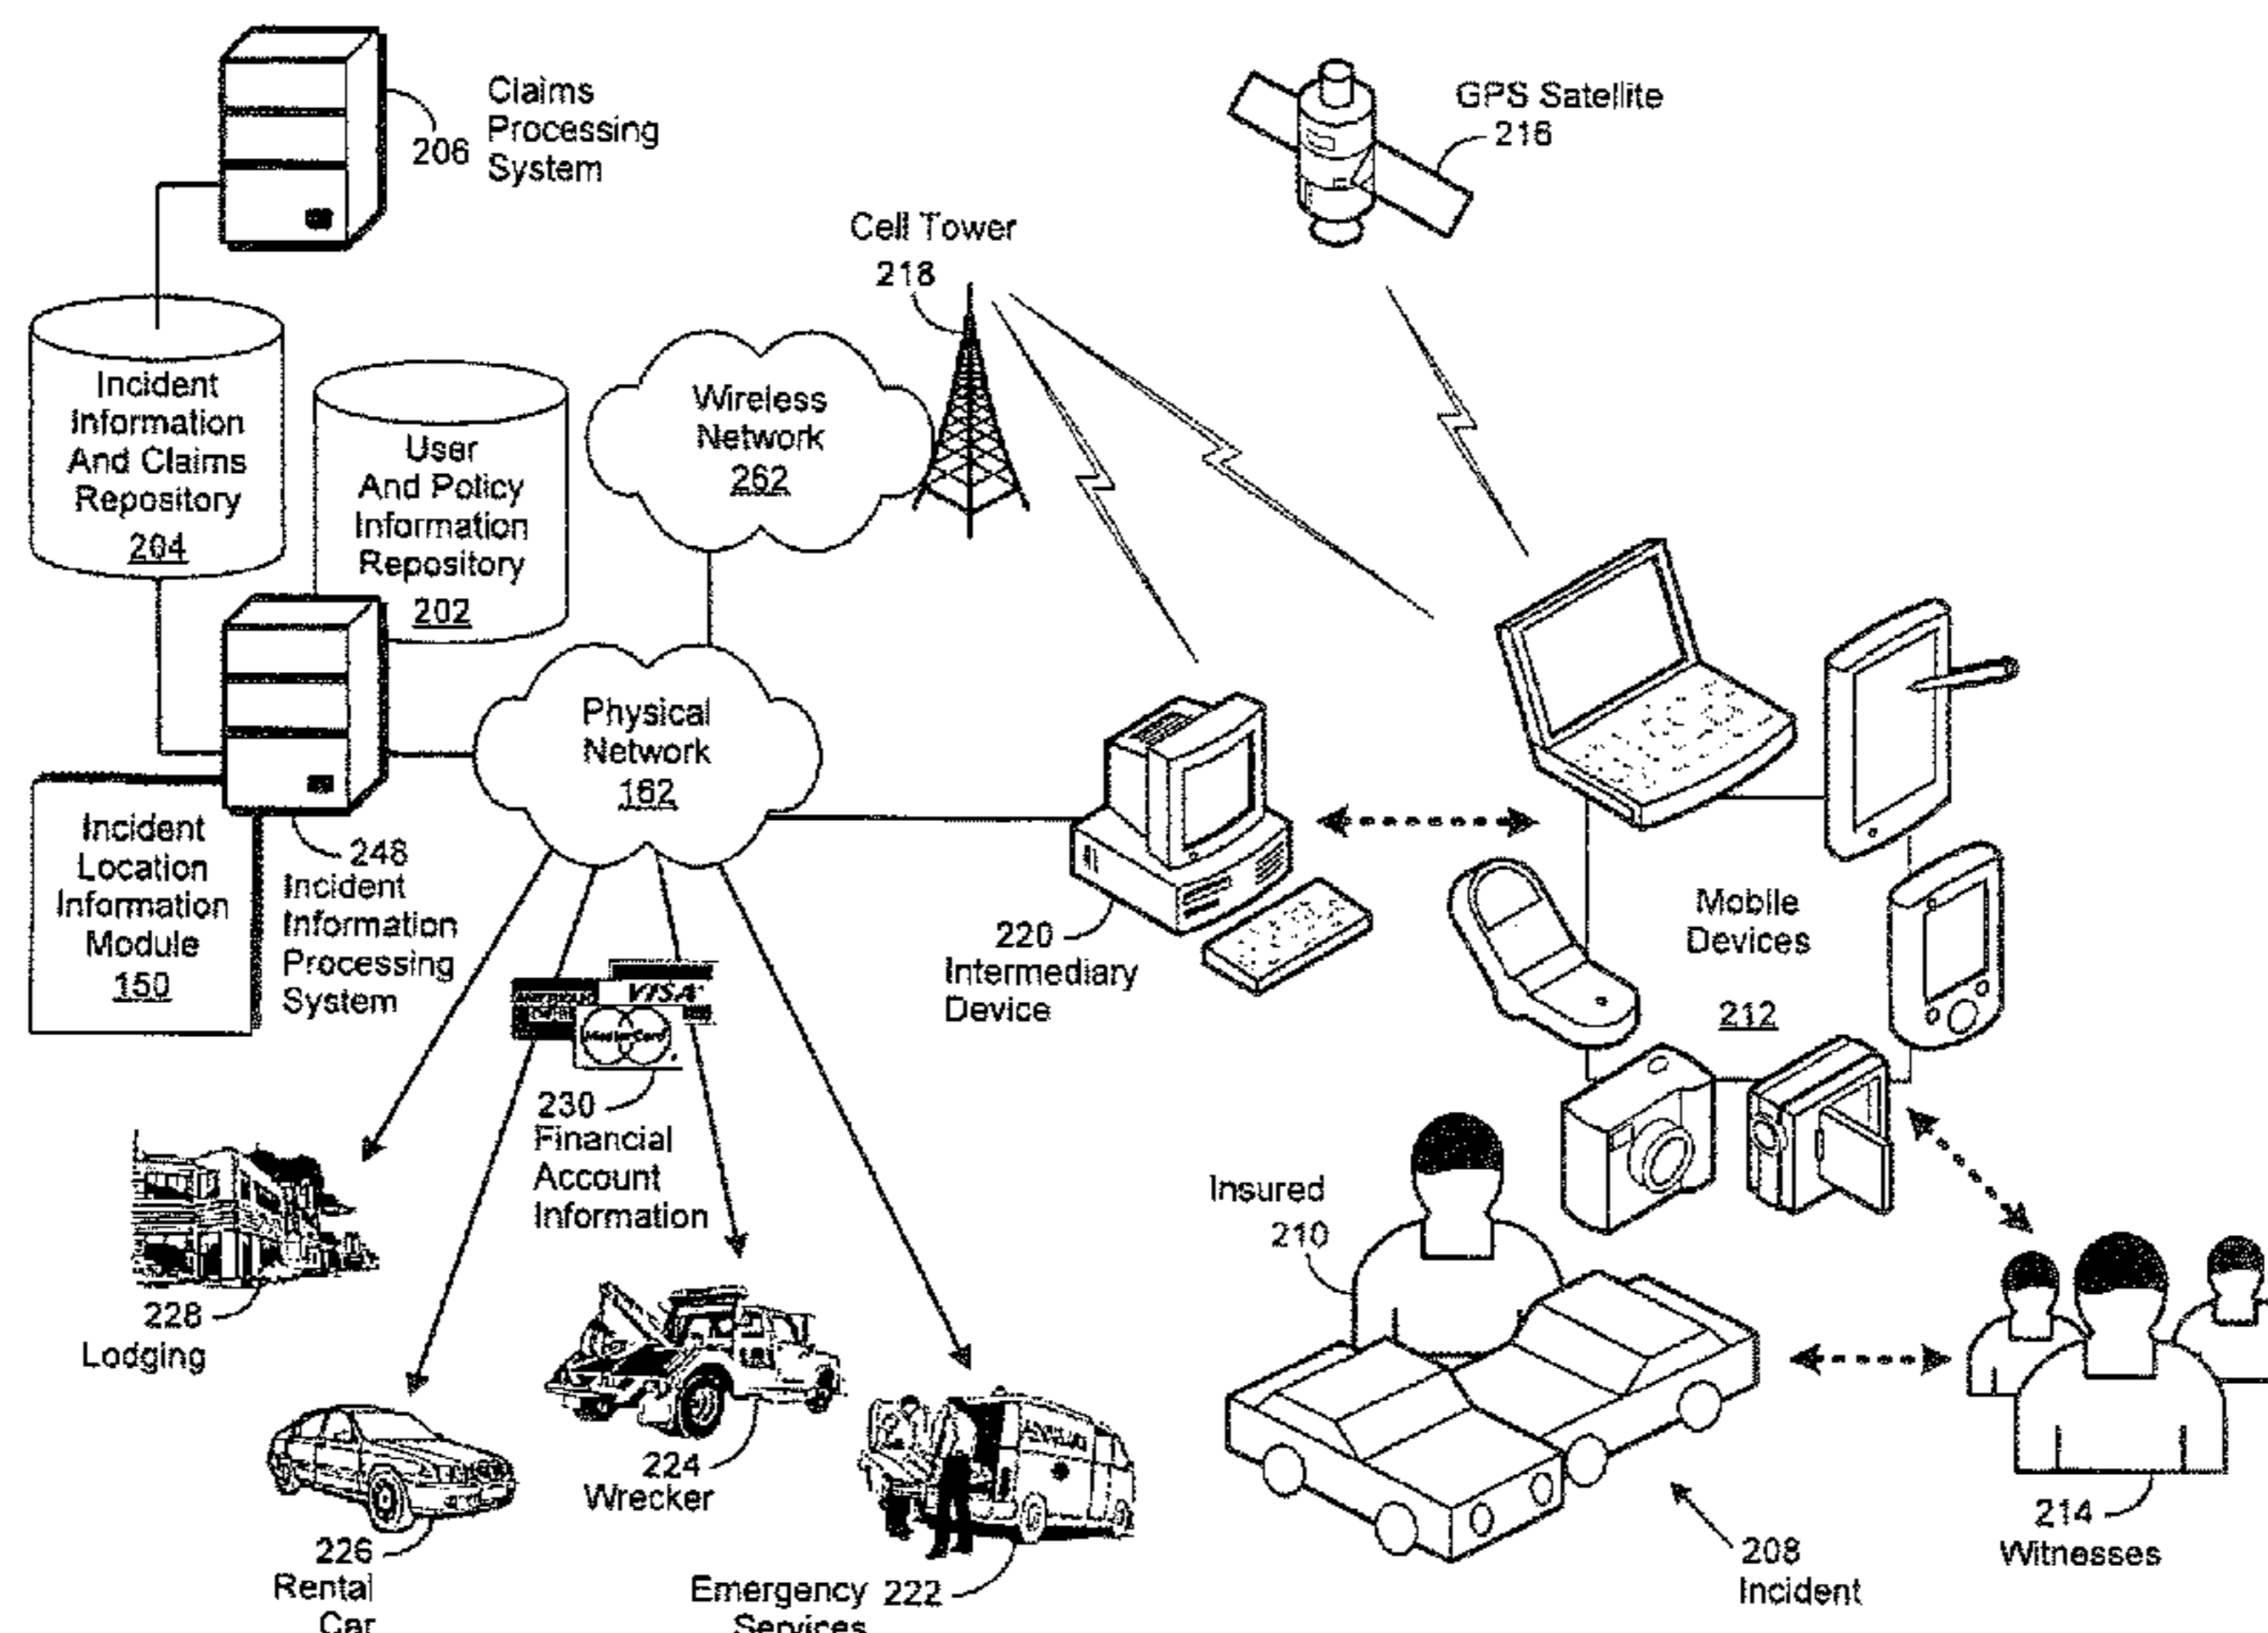 Claims
Processing
System
206
GPS Satellite
216
Cell Tower
218
Incident
Information
And Claims
Repository
204
User
And Policy
Information
Repository
202
Wireless
Network
262
Physical
Network
162
Incident
Location
Information
Module
150
248
Incident
Information
Processing
System
220
Intermediary
Device
Mobile
Devices
212
VISA
MasterCard
230
Financial
Account
Information
Insured
210
228
Lodging
224
Wrecker
226
Rental
Car
Emergency 222
Services
208
Incident
214
Witnesses